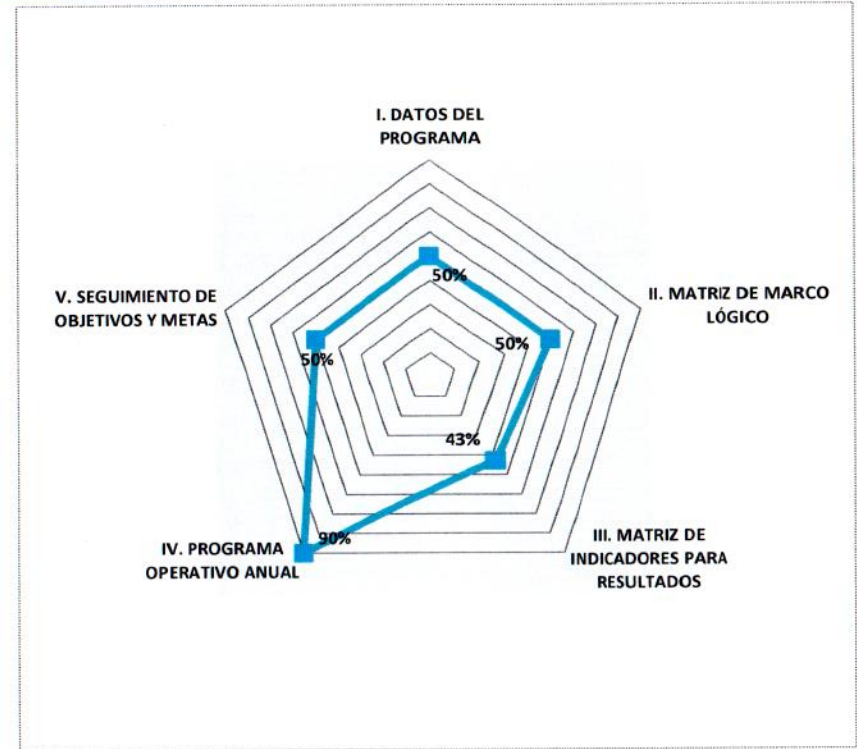 I. DATOS DEL
PROGRAMA
50%
II. MATRIZ DE MARCO
LÓGICO
50%
V. SEGUIMIENTO DE
OBJETIVOS Y METAS
50%
43%
III. MATRIZ DE
INDICADORES PARA
RESULTADOS
90%
IV. PROGRAMA
OPERATIVO ANUAL